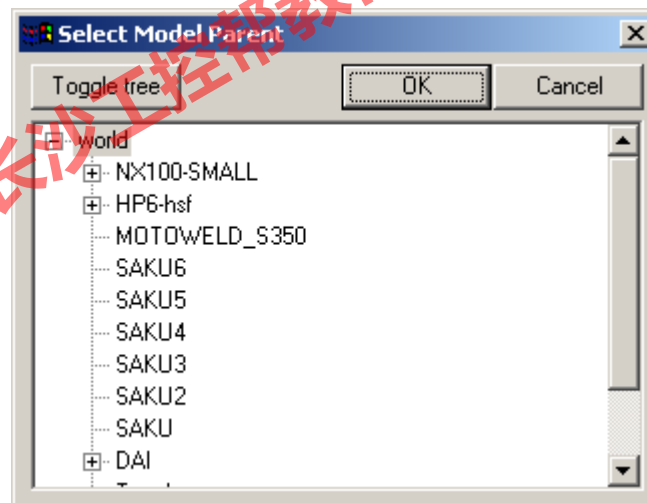 Select Model Parent
Toggle tree
OK
Cancel
world
NX100-SMALL
HP6-hsf
MOTOWELD_S350
SAKU6
SAKU5
SAKU4
SAKU3
SAKU2
SAKU
DAI
长沙工控帮教